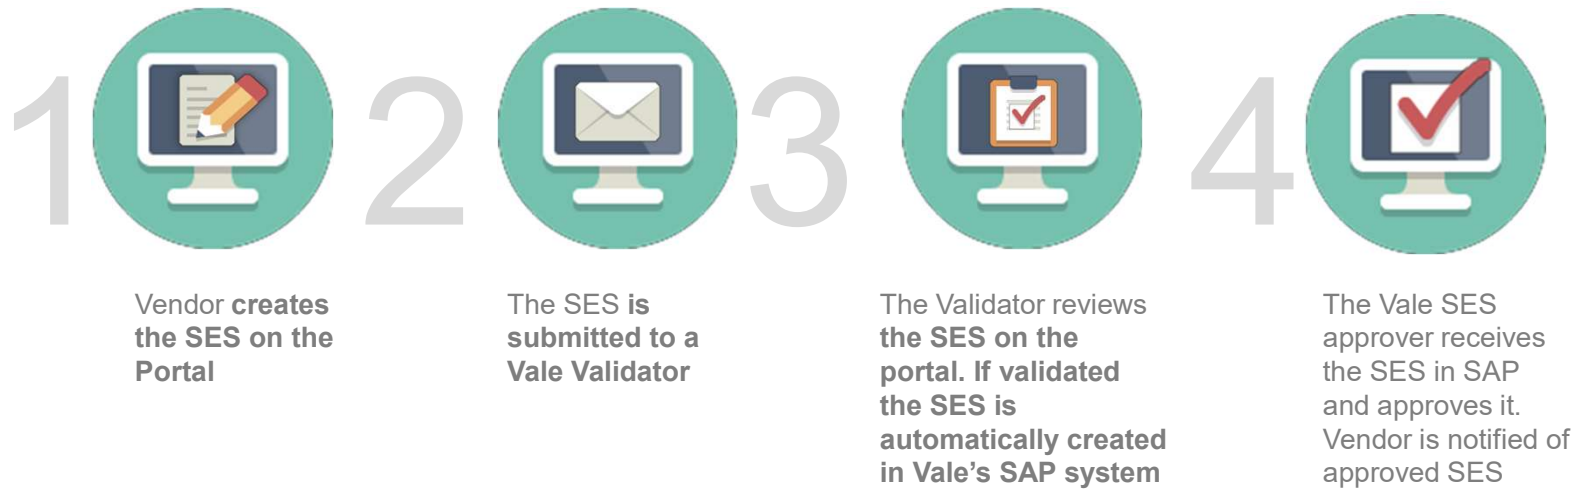 1
Vendor creates
the SES on the
Portal
2
The SES is
submitted to a
Vale Validator
3
The Validator reviews
the SES on the
portal. If validated
the SES is
automatically created
in Vale's SAP system
4
The Vale SES
approver receives
the SES in SAP
and approves it.
Vendor is notified of
approved SES